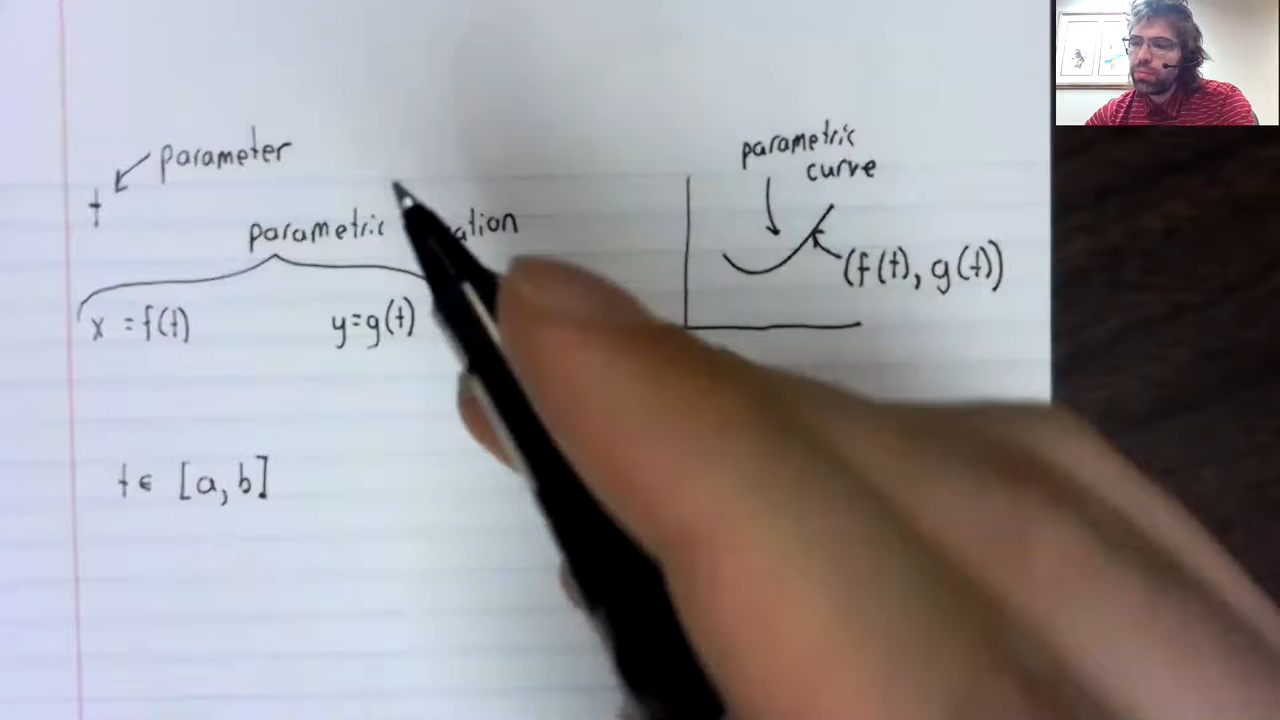 parameter
t
parametric
x = f(t) y=g(t)
t ∈ [a, b]
parametric
curve
(f(t), g(t))